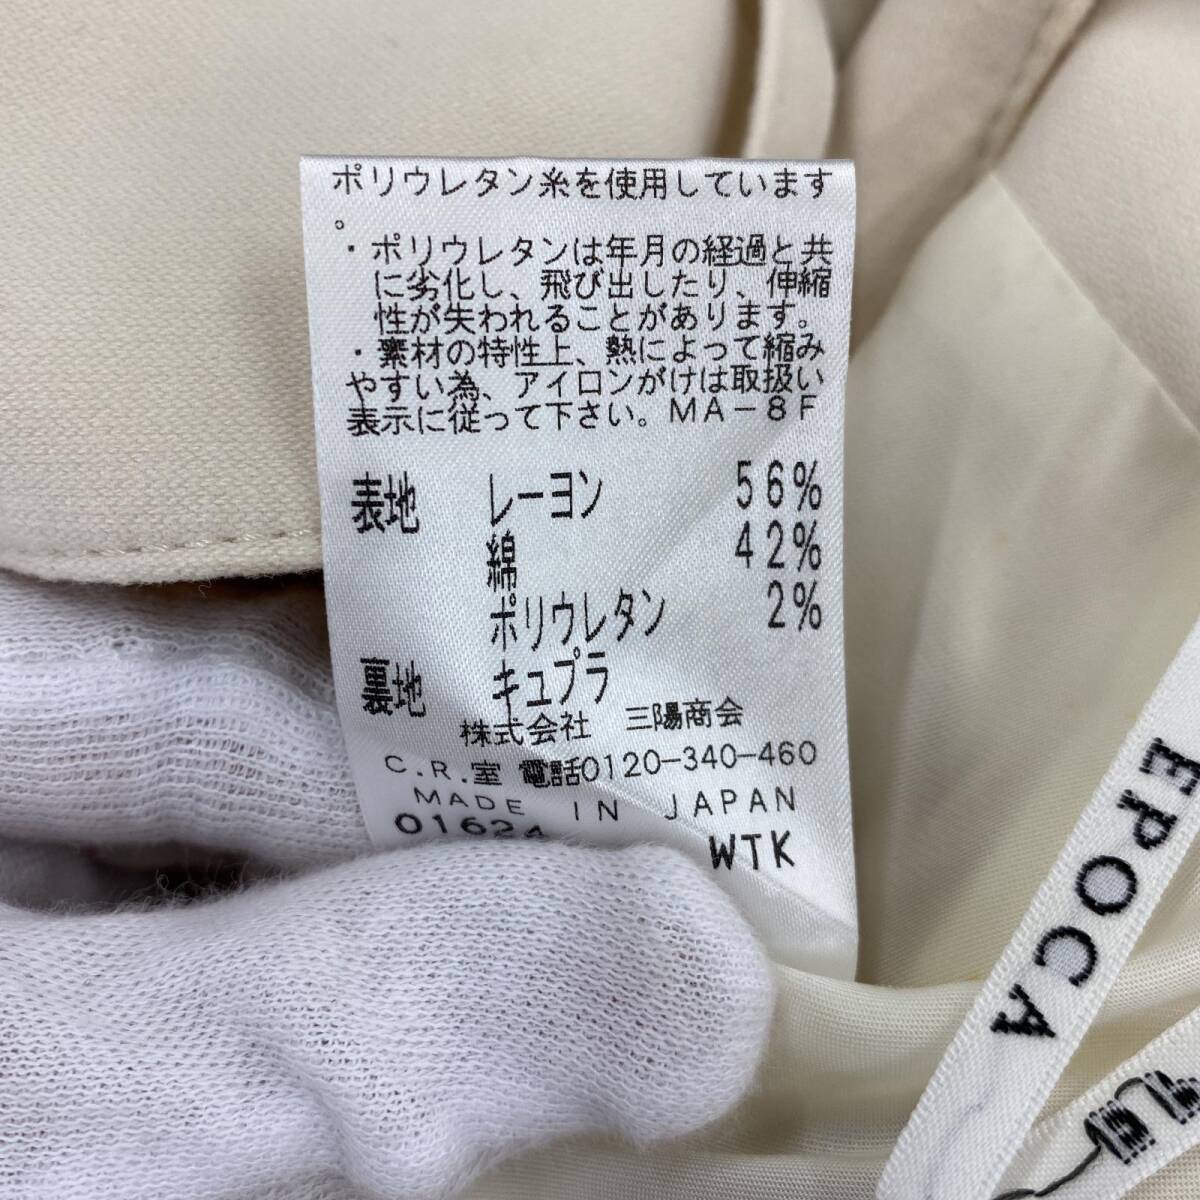 ポリウレタン糸を使用しています
。
・ポリウレタンは年月の経過と共
に劣化し、飛び出したり、伸縮
性が失われることがあります。
・素材の特性上、熱によって縮み
やすい為、アイロンがけは取扱い
表示に従って下さい。MA-8F
表地 レーヨン 56%
綿 42%
ポリウレタン 2%
裏地 キュプラ
株式会社 三陽商会
C.R.室 電話0120-340-460
MADE IN JAPAN
01624 WTK
EPOCA